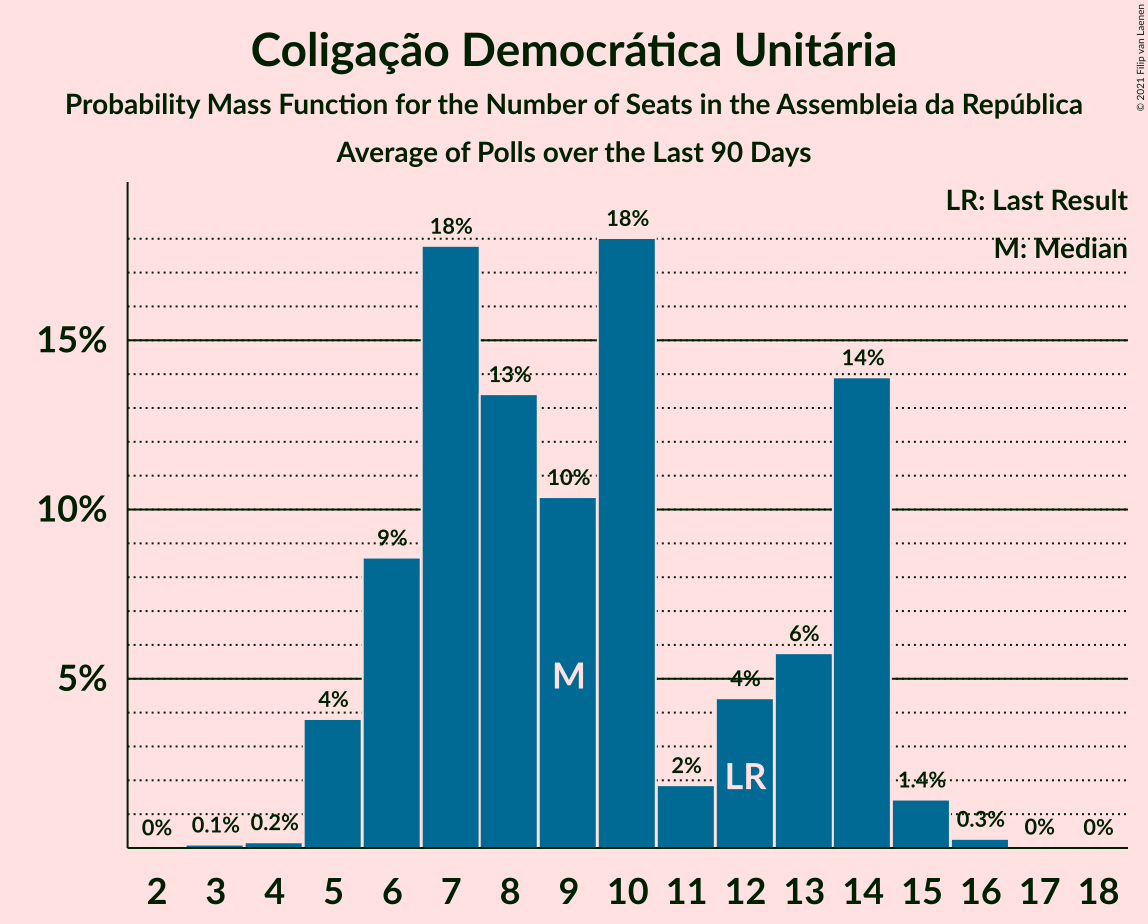 Coligação Democrática Unitária
Probability Mass Function for the Number of Seats in the Assembleia da República
Average of Polls over the Last 90 Days
© 2021 Filip van Laenen
LR: Last Result
M: Median
15%
10%
5%
0%
0.1%
0.2%
4%
9%
18%
13%
10%
18%
2%
4%
6%
14%
1.4%
0.3%
0%
0%
M
LR
2 3 4 5 6 7 8 9 10 11 12 13 14 15 16 17 18